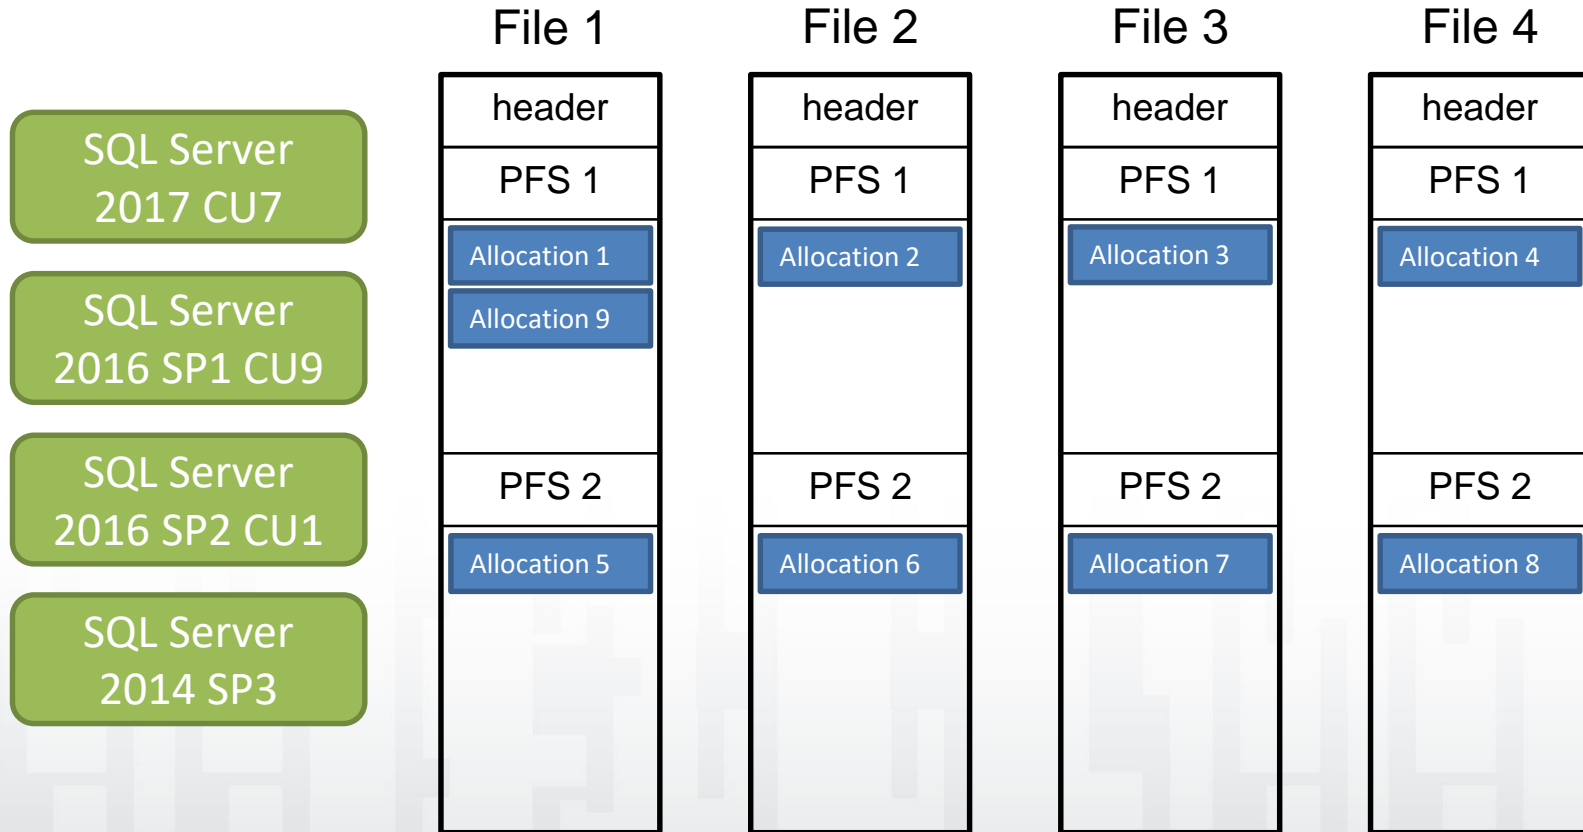 File 1
File 2
File 3
File 4
SQL Server
2017 CU7
SQL Server
2016 SP1 CU9
SQL Server
2016 SP2 CU1
SQL Server
2014 SP3
header
PFS 1
Allocation 1
Allocation 9
PFS 2
Allocation 5
header
PFS 1
Allocation 2
PFS 2
Allocation 6
header
PFS 1
Allocation 3
PFS 2
Allocation 7
header
PFS 1
Allocation 4
PFS 2
Allocation 8